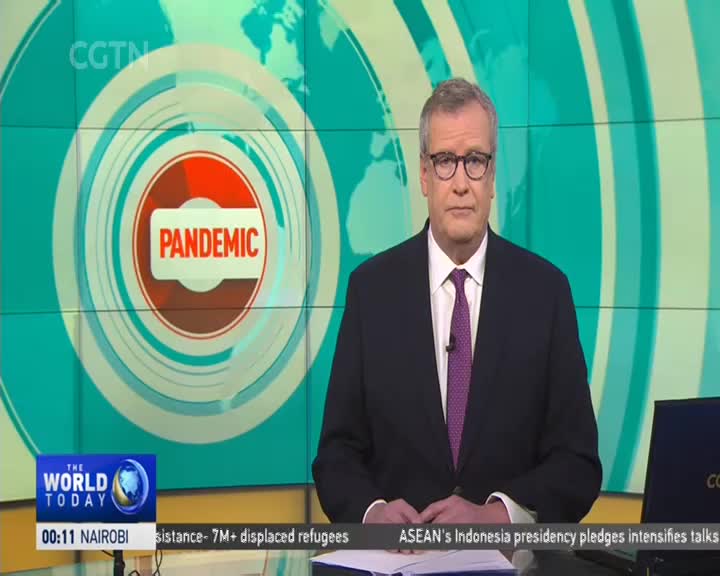 CGTN
PANDEMIC
THE
WORLD
TODAY
00:11 NAIROBI
sistance- 7M+ displaced refugees ASEAN's Indonesia presidency pledges intensifies talks